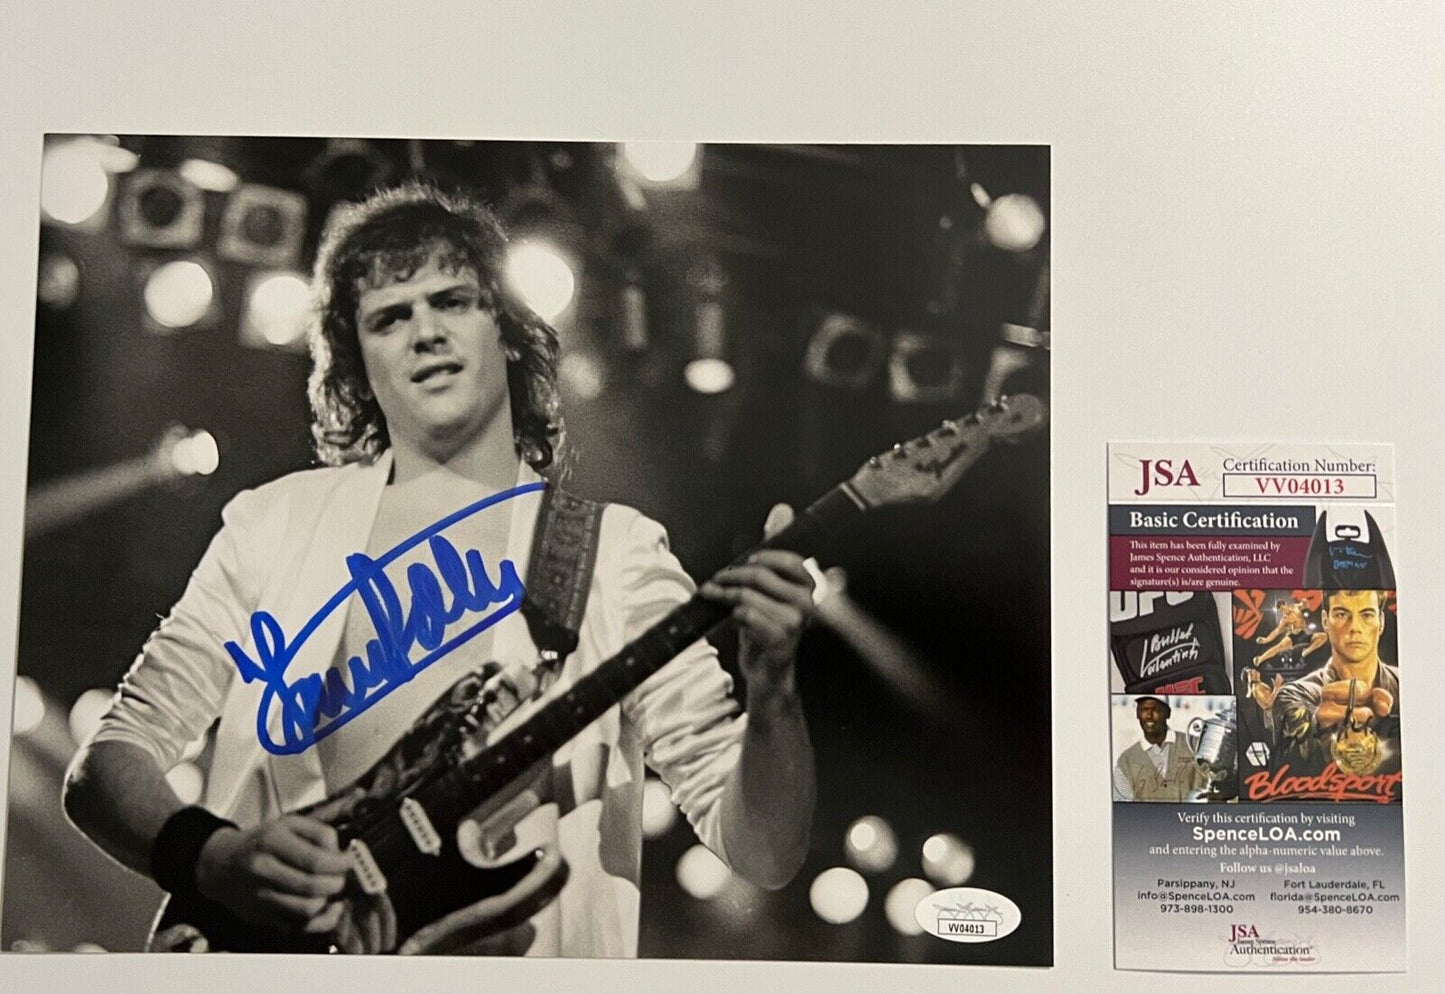 VV04013
JSA
Certification Number:
VV04013
Basic Certification
This item has been fully examined by
James Spence Authentication, LLC
and it is our considered opinion that the
signature(s) is/are genuine.
UFC
Bloodsport
Verify this certification by visiting
SpenceLOA.com
and entering the alpha-numeric value above.
Follow us @jsaloa
Parsippany, NJ
info@SpenceLOA.com
973-898-1300
Fort Lauderdale, FL
florida@SpenceLOA.com
954-380-8670
JSA
James Spence
Authentication